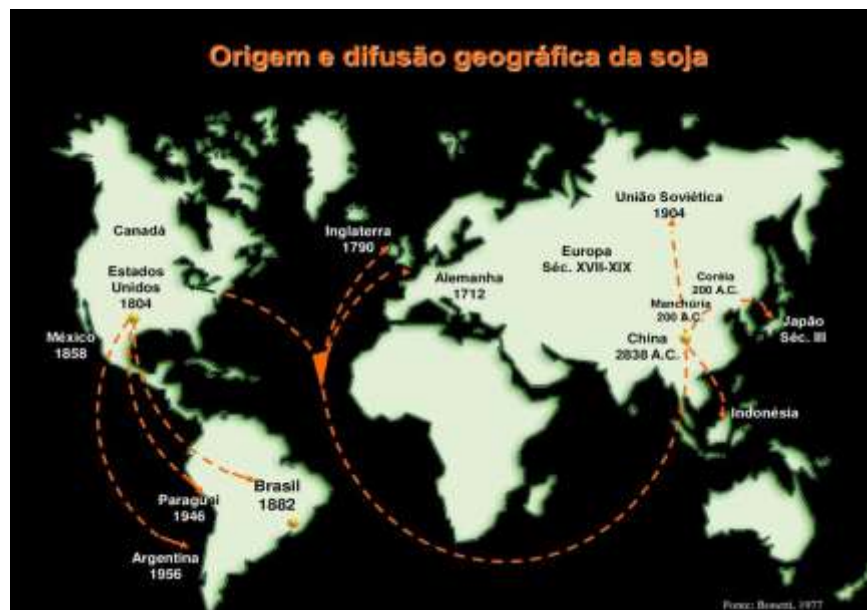 Origem e difusão geográfica da soja
União Soviética
1904
Canadá
Inglaterra
1790
Europa
Séc. XVII-XIX
Estados
Unidos
1804
Alemanha
1712
Coréia
200 A.C.
Manchúria
200 A.C.
México
1858
China
2838 A.C.
Japão
Séc. III
Indonésia
Brasil
1882
Paraguai
1946
Argentina
1956
Fonte: Bonetti, 1977